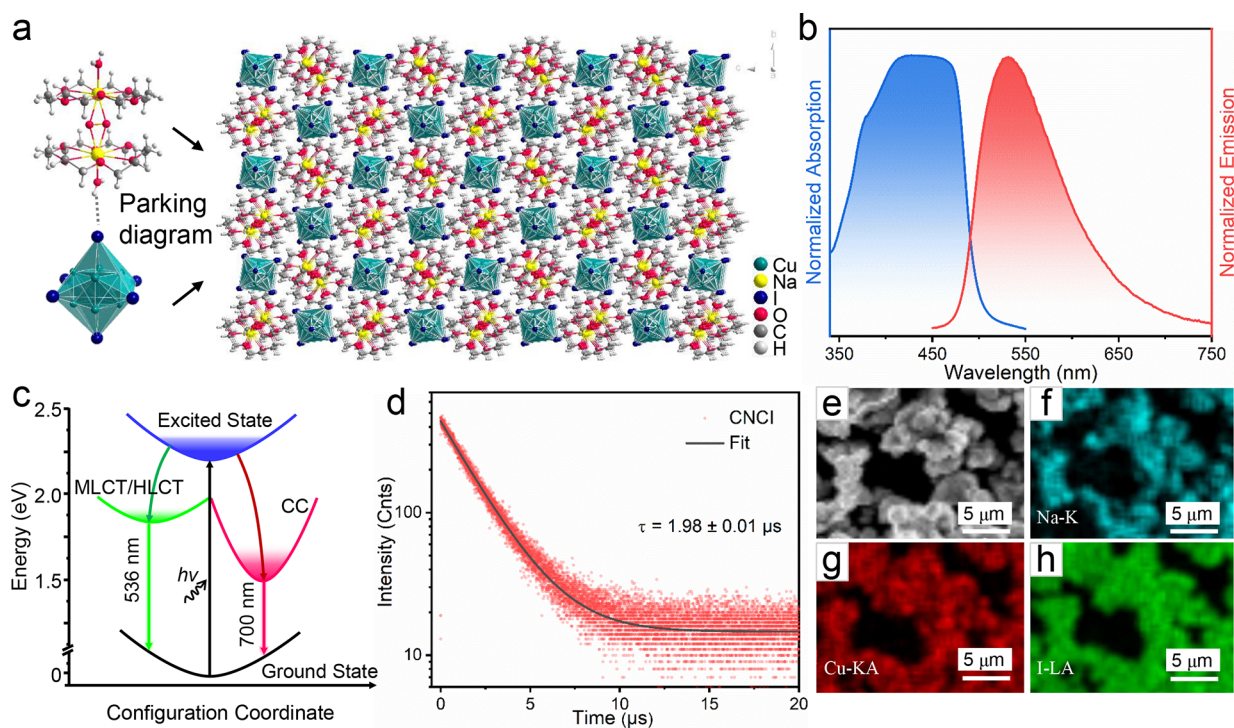 a
Parking
diagram
b
c
a
Cu
Na
I
O
C
H
b
Normalized Absorption
Normalized Emission
350
450
550
650
750
Wavelength (nm)
c
2.5
2.0
1.5
0
Energy (eV)
Excited State
MLCT/HLCT
CC
536 nm
hv
700 nm
Ground State
Configuration Coordinate
d
CNCI
Fit
τ = 1.98 ± 0.01 μs
100
10
Intensity (Cnts)
0
5
10
15
20
Time (μs)
e
5 μm
f
Na-K
5 μm
g
Cu-KA
5 μm
h
I-LA
5 μm